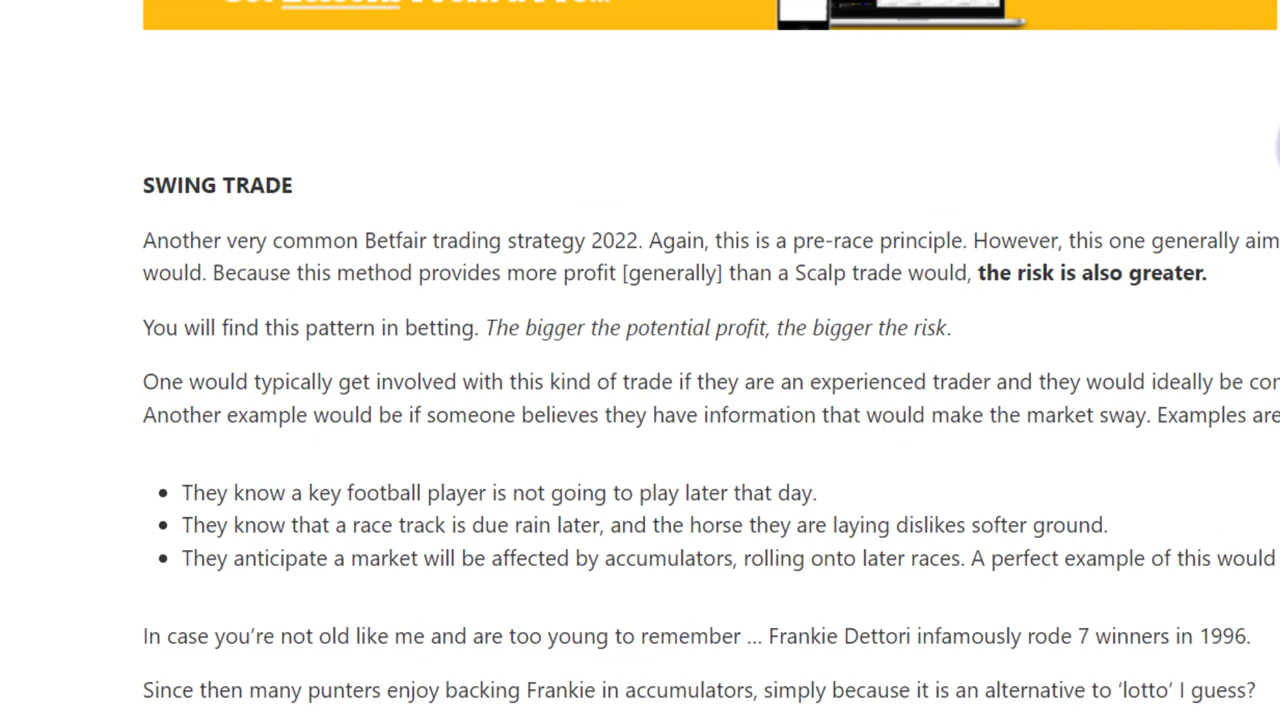 SWING TRADE
Another very common Betfair trading strategy 2022. Again, this is a pre-race principle. However, this one generally aim
would. Because this method provides more profit [generally] than a Scalp trade would, the risk is also greater.
You will find this pattern in betting. The bigger the potential profit, the bigger the risk.
One would typically get involved with this kind of trade if they are an experienced trader and they would ideally be
Another example would be if someone believes they have information that would make the market sway. Examples are
• They know a key football player is not going to play later that day.
• They know that a race track is due rain later, and the horse they are laying dislikes softer ground.
• They anticipate a market will be affected by accumulators, rolling onto later races. A perfect example of this would
In case you’re not old like me and are too young to remember ... Frankie Dettori infamously rode 7 winners in 1996.
Since then many punters enjoy backing Frankie in accumulators, simply because it is an alternative to ‘lotto’ I guess?